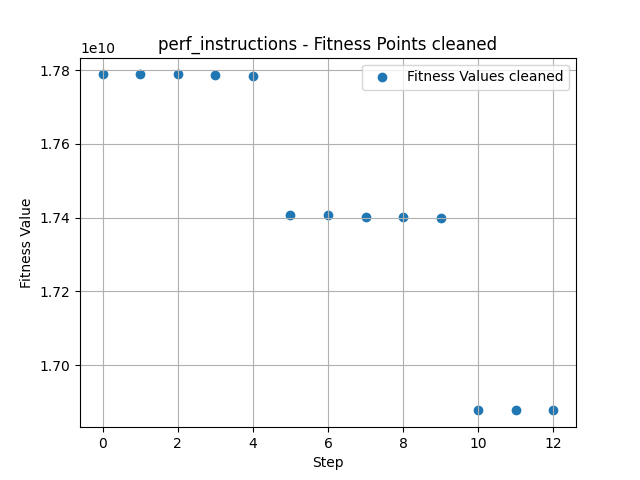 perf_instructions - Fitness Points cleaned
1e10
Fitness Values cleaned
1.78
1.76
1.74
1.72
1.70
Fitness Value
0 2 4 6 8 10 12
Step